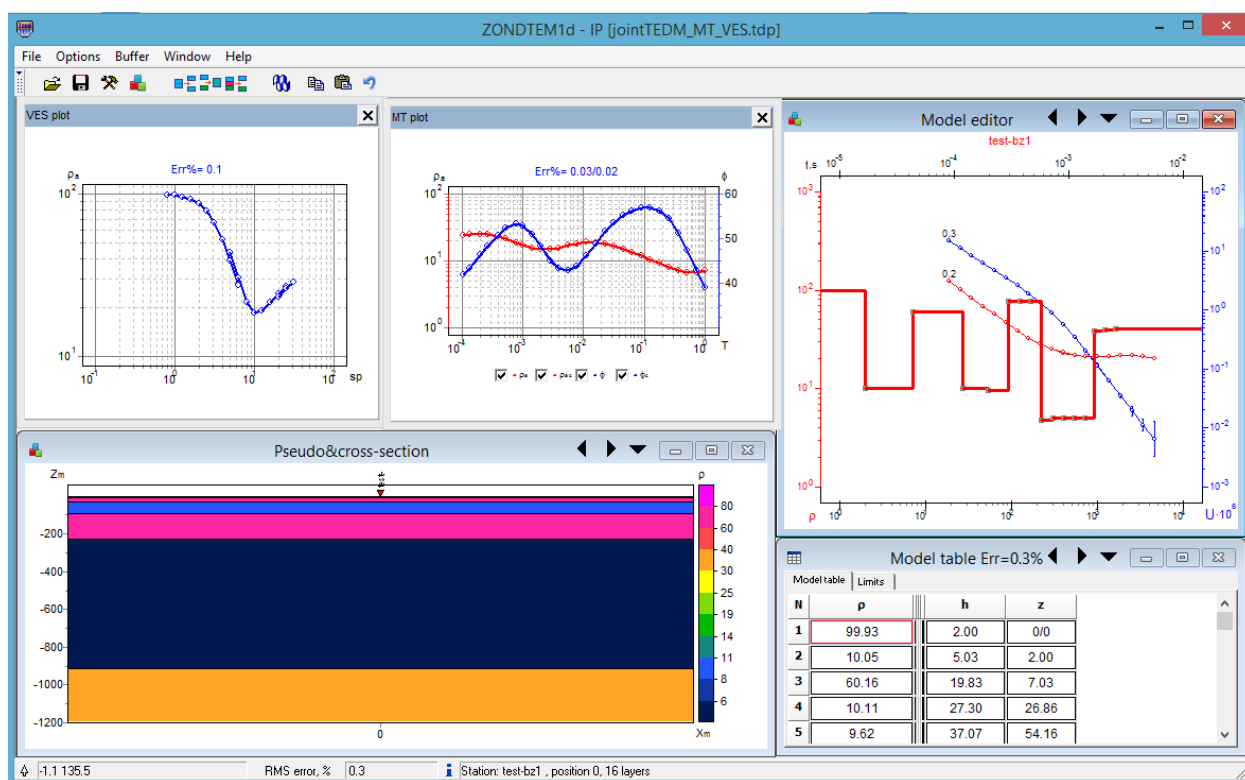 ZONDTEM1d - IP [jointTEDM_MT_VES.tdp]
File Options Buffer Window Help
VES plot
Err%= 0.1
ρa
10²
10¹
10⁻¹ 10⁰ 10¹ 10² sp
MT plot
Err%= 0.03/0.02
ρa ϕ
10² 60
50
10¹
40
10⁰
10⁻⁴ 10⁻³ 10⁻² 10⁻¹ 10⁰
T
ρa ρa c ϕ ϕc
Model editor
test-bz1
t.s 10⁻⁵ 10⁻⁴ 10⁻³ 10⁻²
10³ 10²
0.3
10¹
0.2
10² 10⁰
10⁻¹
10¹
10⁻²
10⁰ 10⁻³
ρ 10⁰ 10¹ 10² 10³ 10⁴ U·10⁶
Pseudo&cross-section
Zm ρ
80
-200 60
40
-400 30
25
-600 19
14
-800 11
8
-1000 6
-1200
0 Xm
Model table Err=0.3%
Model table Limits
N ρ h z
1 99.93 2.00 0/0
2 10.05 5.03 2.00
3 60.16 19.83 7.03
4 10.11 27.30 26.86
5 9.62 37.07 54.16
-1.1 135.5 RMS error, % 0.3 Station: test-bz1 , position 0, 16 layers